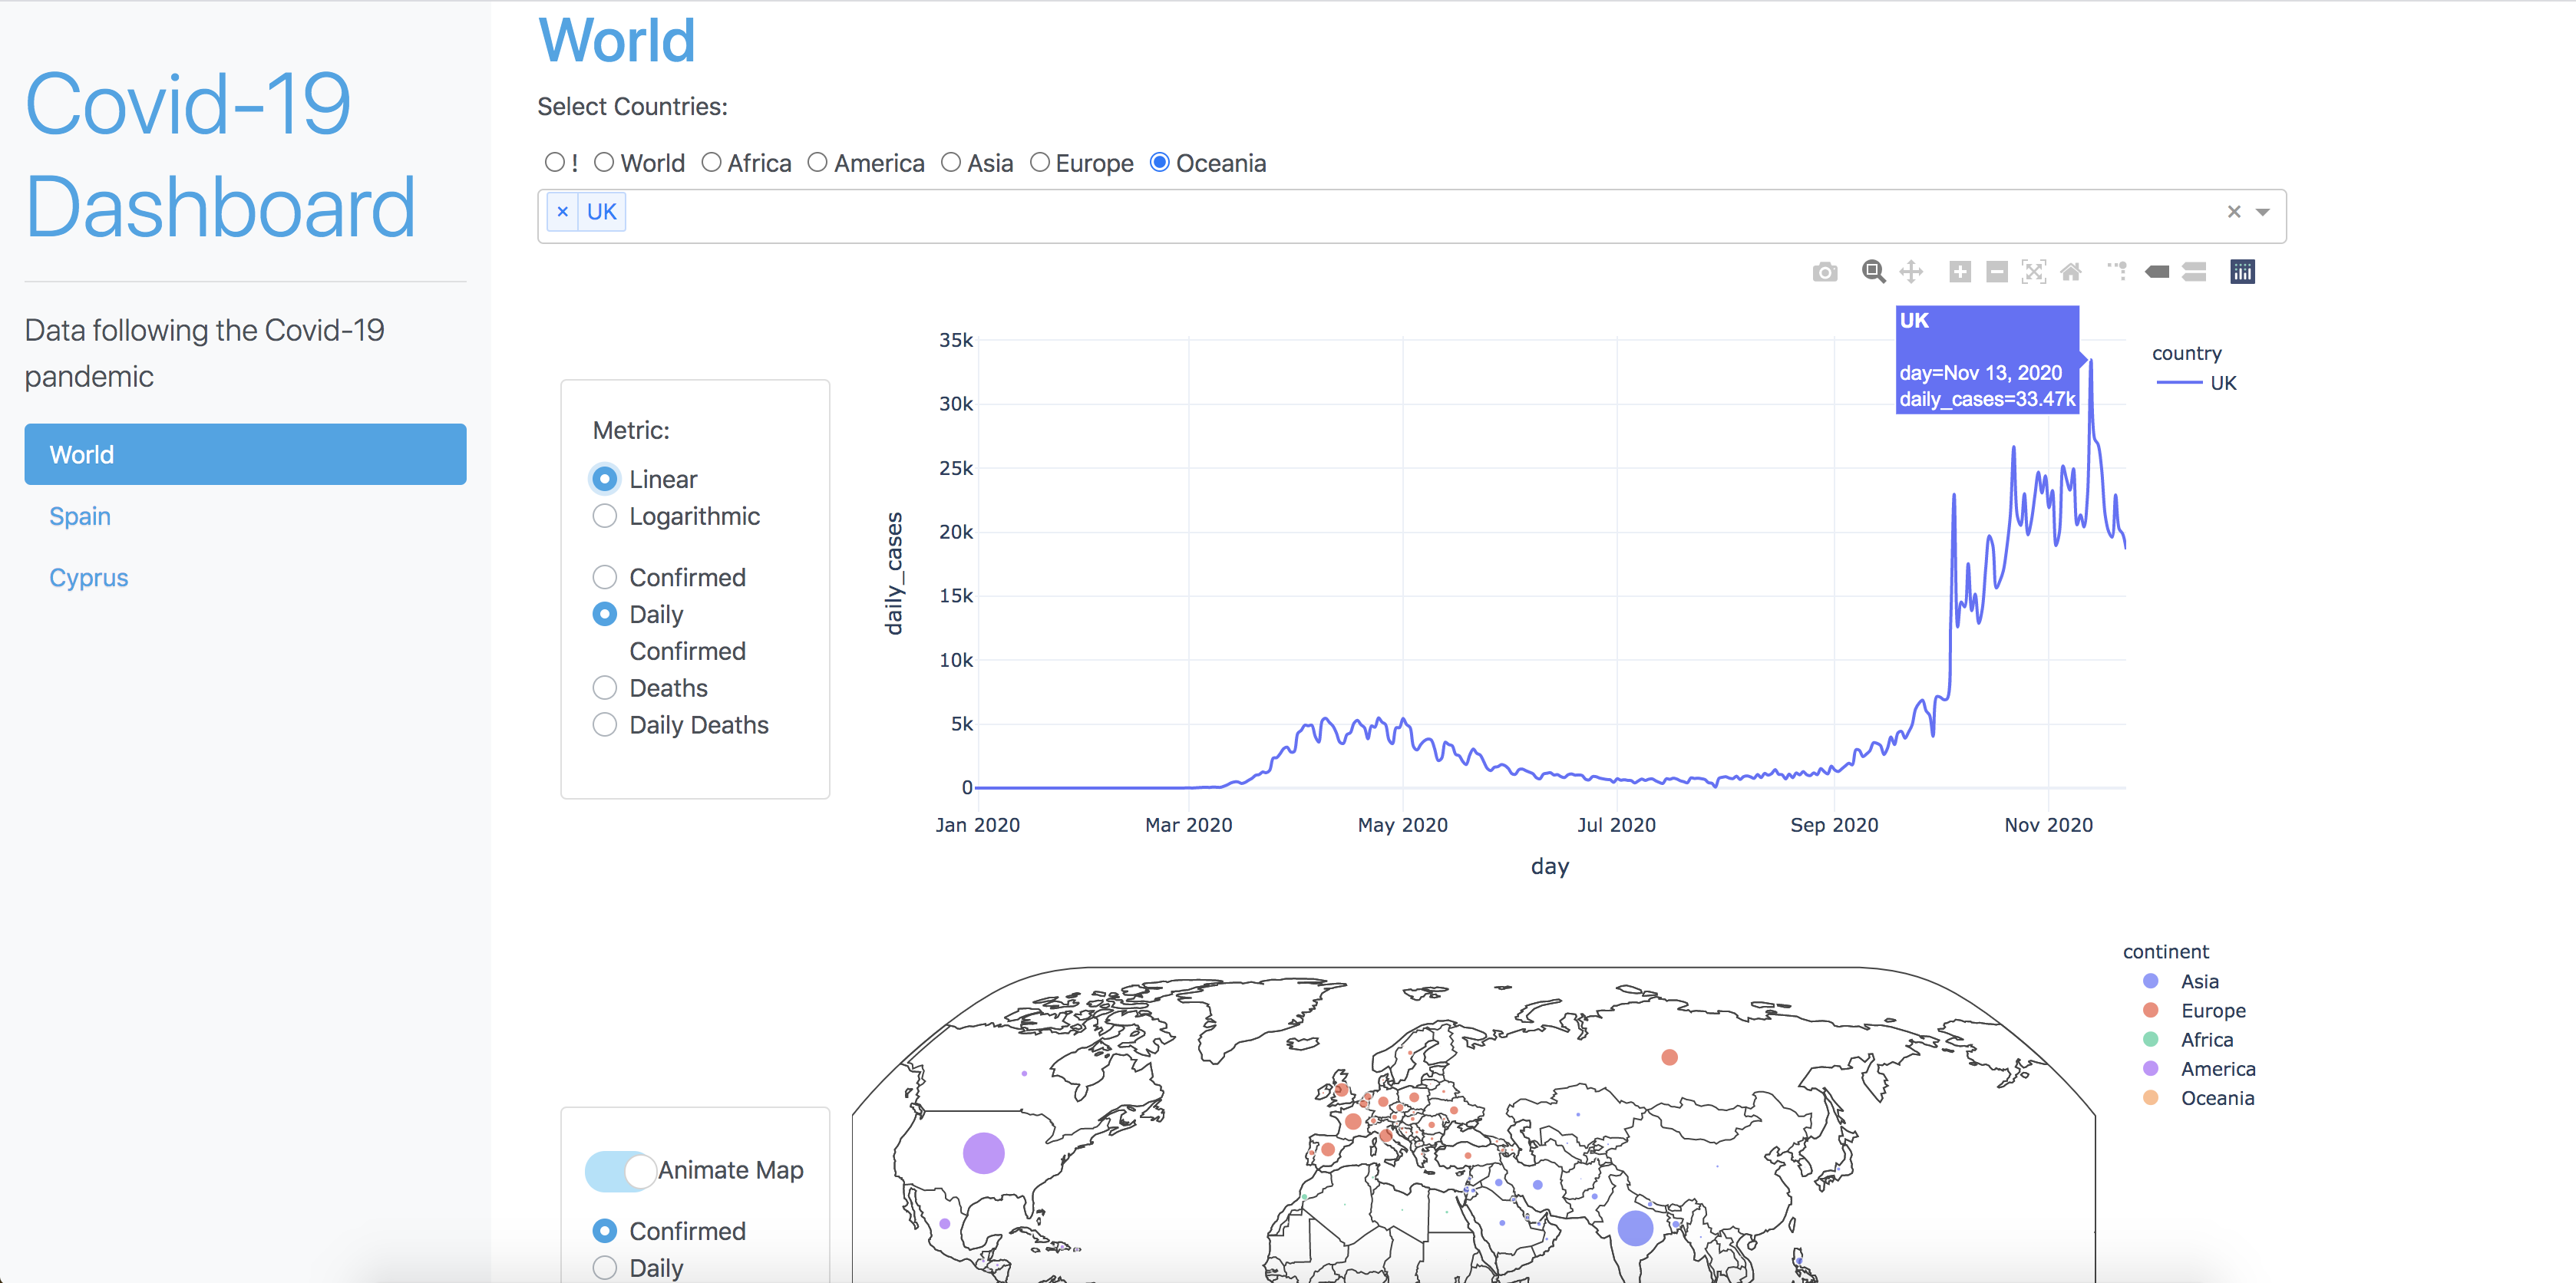 Covid-19
Dashboard
Data following the Covid-19
pandemic
World
Spain
Cyprus
World
Select Countries:
! World Africa America Asia Europe Oceania
× UK
Metric:
Linear
Logarithmic
Confirmed
Daily
Confirmed
Deaths
Daily Deaths
UK
day=Nov 13, 2020
daily_cases=33.47k
country
UK
35k
30k
25k
20k
15k
10k
5k
0
daily_cases
Jan 2020 Mar 2020 May 2020 Jul 2020 Sep 2020 Nov 2020
day
Animate Map
Confirmed
Daily
continent
Asia
Europe
Africa
America
Oceania